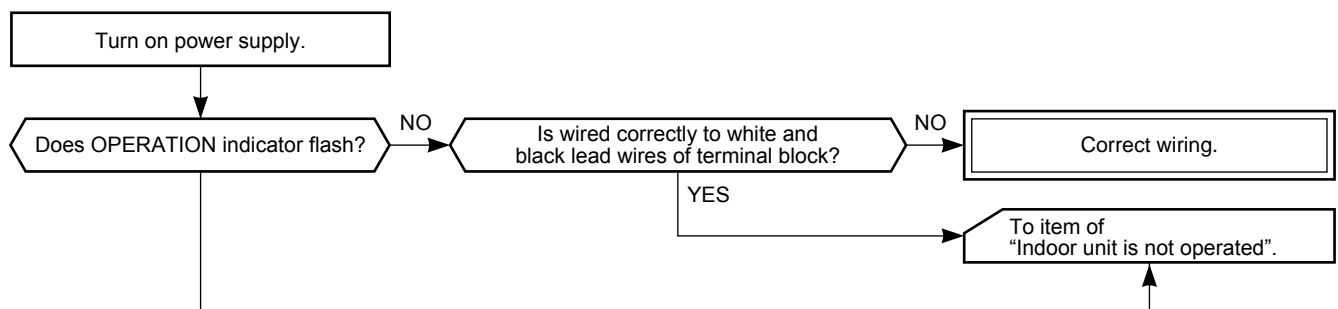 Turn on power supply.
Does OPERATION indicator flash?
NO
Is wired correctly to white and
black lead wires of terminal block?
NO
Correct wiring.
YES
To item of
“Indoor unit is not operated”.